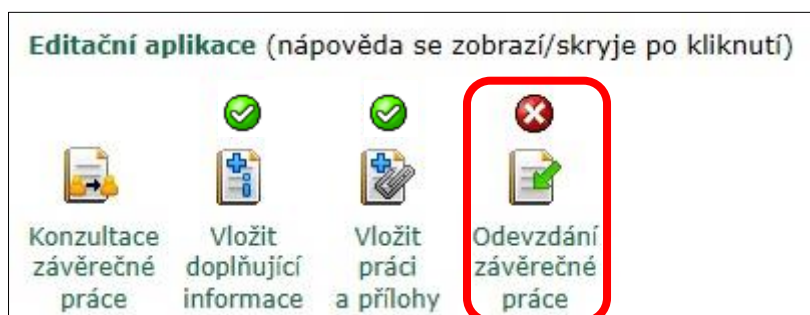 Editační aplikace (nápověda se zobrazí/skryje po kliknutí)
Konzultace
závěrečné
práce
Vložit
doplňující
informace
Vložit
práci
a přílohy
Odevzdání
závěrečné
práce